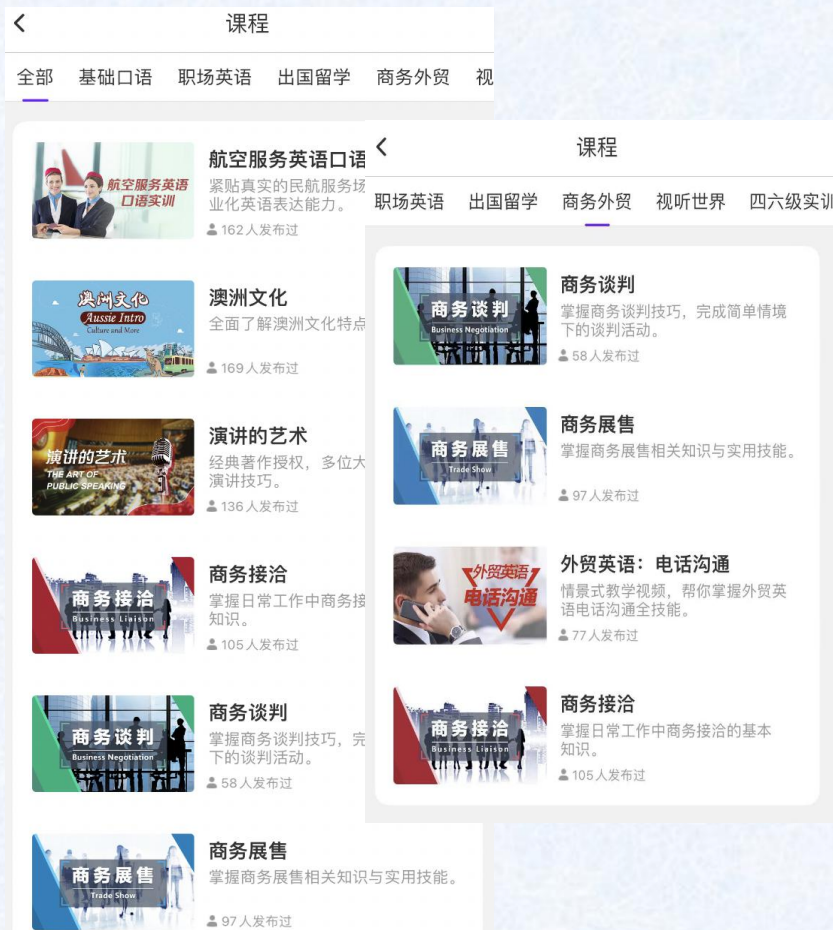 课程
全部 基础口语 职场英语 出国留学 商务外贸 视
航空服务英语
口语实训
航空服务英语口语
紧贴真实的民航服务场
业化英语表达能力。
162人发布过
澳洲文化
Aussie Intro
Culture and More
澳洲文化
全面了解澳洲文化特点
169人发布过
演讲的艺术
THE ART OF
PUBLIC SPEAKING
演讲的艺术
经典著作授权，多位大
演讲技巧。
136人发布过
商务接洽
Business Liaison
商务接洽
掌握日常工作中商务接
知识。
105人发布过
商务谈判
Business Negotiation
商务谈判
掌握商务谈判技巧，完
下的谈判活动。
58人发布过
商务展售
Trade Show
商务展售
掌握商务展售相关知识与实用技能。
97人发布过
课程
职场英语 出国留学 商务外贸 视听世界 四六级实训
商务谈判
Business Negotiation
商务谈判
掌握商务谈判技巧，完成简单情境
下的谈判活动。
58人发布过
商务展售
Trade Show
商务展售
掌握商务展售相关知识与实用技能。
97人发布过
外贸英语
电话沟通
外贸英语：电话沟通
情景式教学视频，帮你掌握外贸英
语电话沟通全技能。
77人发布过
商务接洽
Business Liaison
商务接洽
掌握日常工作中商务接洽的基本
知识。
105人发布过